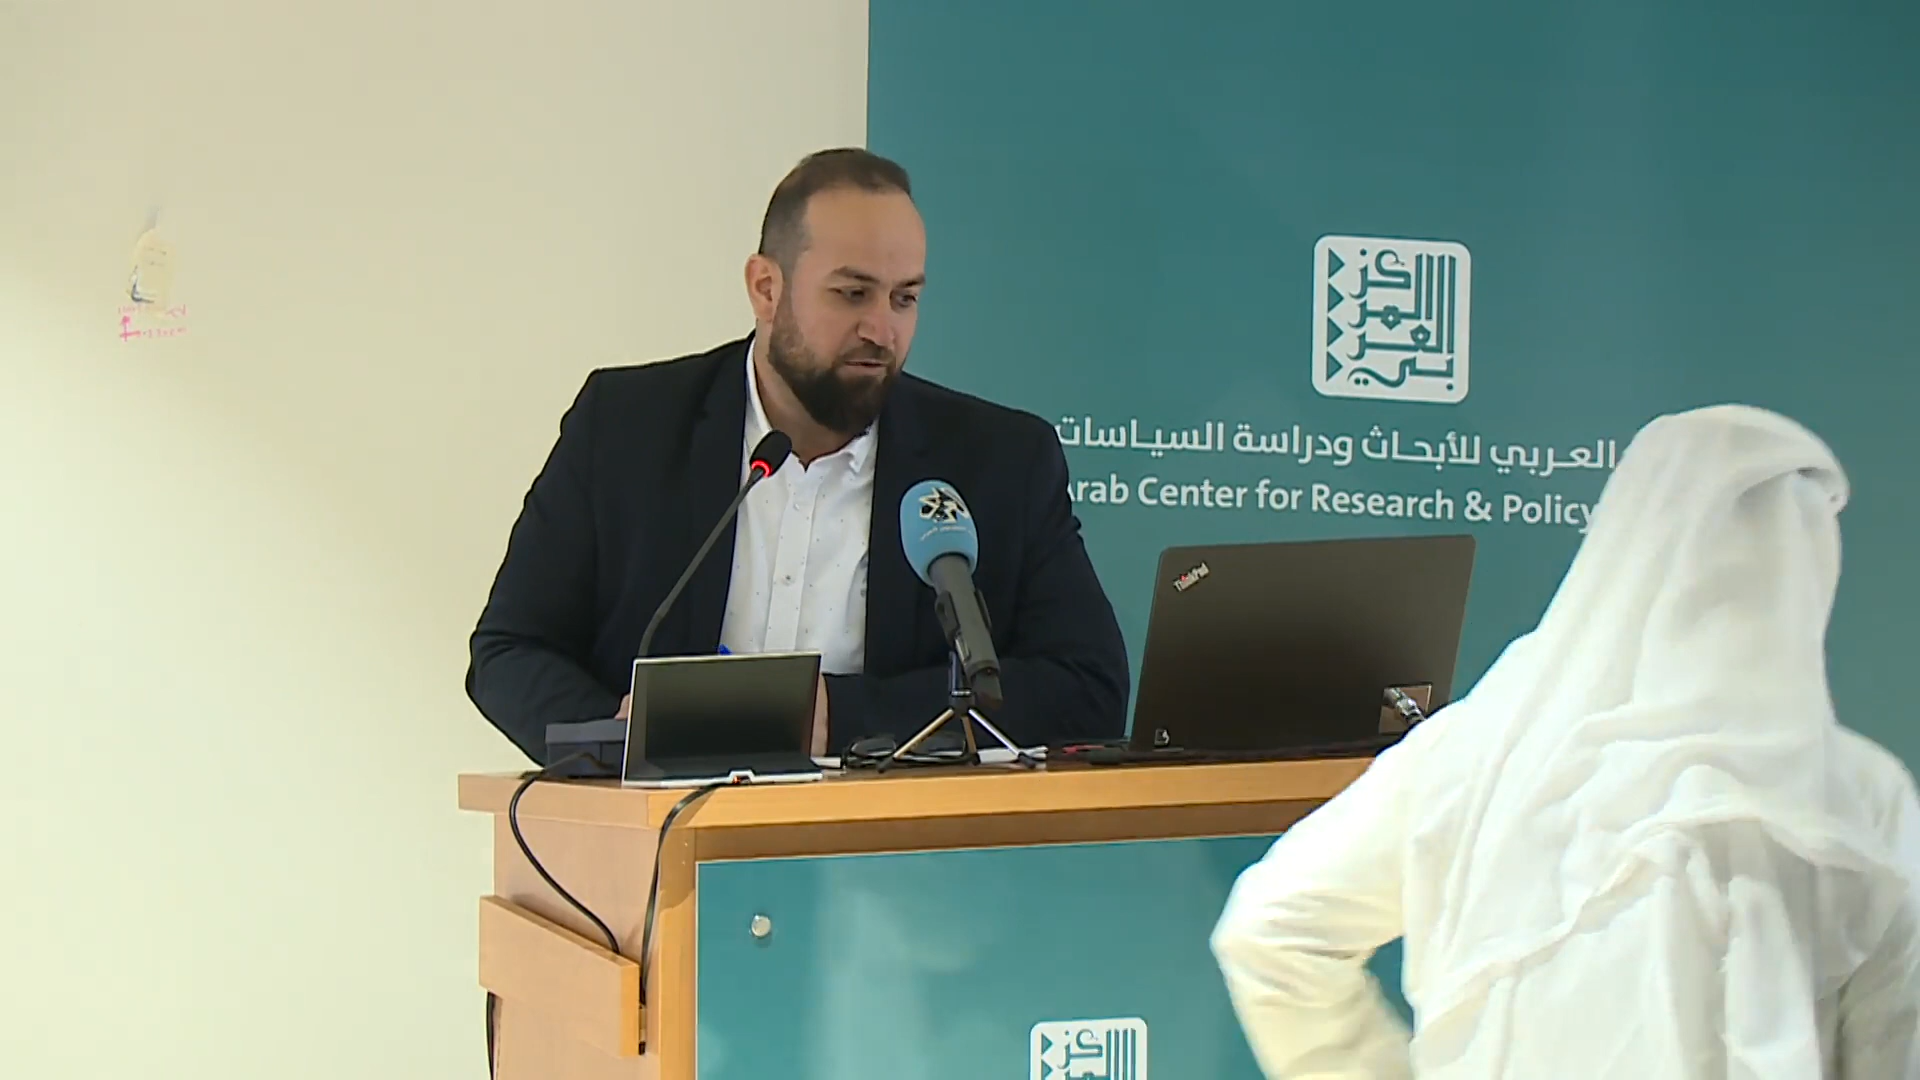 المركز
العربي
العربي للأبحاث ودراسة السياسات
Arab Center for Research & Policy
ThinkPad